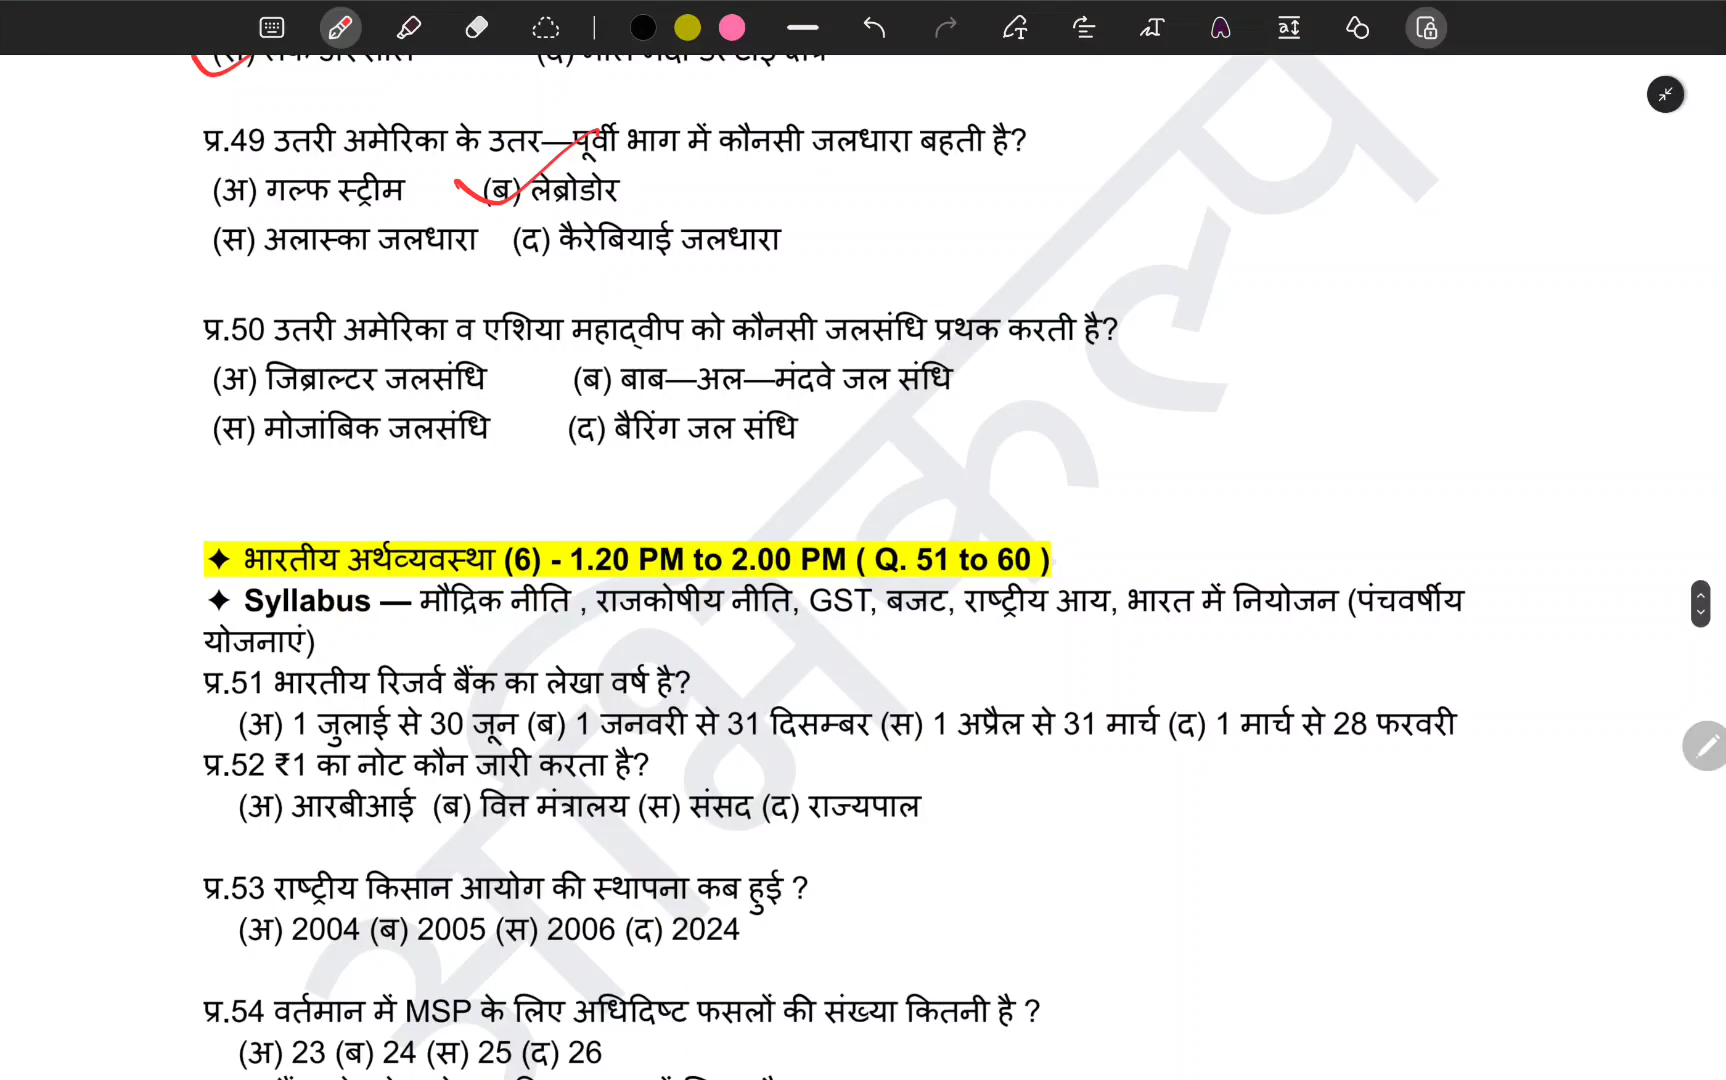 प्र.49 उतरी अमेरिका के उतर—पूर्वी भाग में कौनसी जलधारा बहती है?
(अ) गल्फ स्ट्रीम (ब) लेब्रोडोर
(स) अलास्का जलधारा (द) कैरेबियाई जलधारा
प्र.50 उतरी अमेरिका व एशिया महाद्वीप को कौनसी जलसंधि प्रथक करती है?
(अ) जिब्राल्टर जलसंधि (ब) बाब—अल—मंदवे जल संधि
(स) मोजांबिक जलसंधि (द) बैरिंग जल संधि
✦ भारतीय अर्थव्यवस्था (6) - 1.20 PM to 2.00 PM ( Q. 51 to 60 )
✦ Syllabus — मौद्रिक नीति , राजकोषीय नीति, GST, बजट, राष्ट्रीय आय, भारत में नियोजन (पंचवर्षीय
योजनाएं)
प्र.51 भारतीय रिजर्व बैंक का लेखा वर्ष है?
(अ) 1 जुलाई से 30 जून (ब) 1 जनवरी से 31 दिसम्बर (स) 1 अप्रैल से 31 मार्च (द) 1 मार्च से 28 फरवरी
प्र.52 ₹1 का नोट कौन जारी करता है?
(अ) आरबीआई (ब) वित्त मंत्रालय (स) संसद (द) राज्यपाल
प्र.53 राष्ट्रीय किसान आयोग की स्थापना कब हुई ?
(अ) 2004 (ब) 2005 (स) 2006 (द) 2024
प्र.54 वर्तमान में MSP के लिए अधिदिष्ट फसलों की संख्या कितनी है ?
(अ) 23 (ब) 24 (स) 25 (द) 26